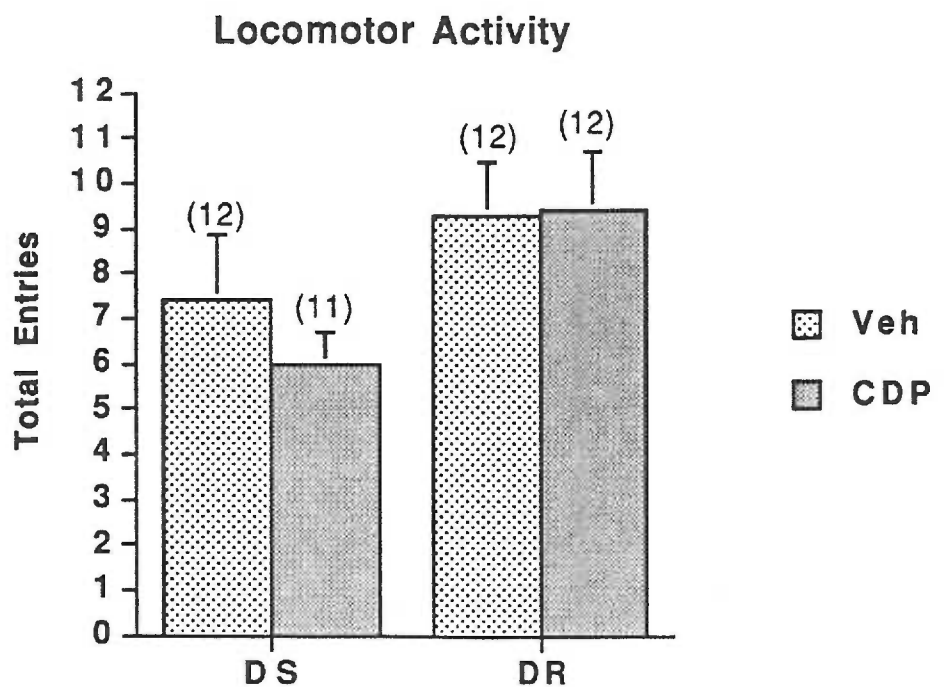 Locomotor Activity
12
11
10
9
8
7
6
5
4
3
2
1
0
Total Entries
(12)
(11)
(12)
(12)
DS
DR
Veh
CDP